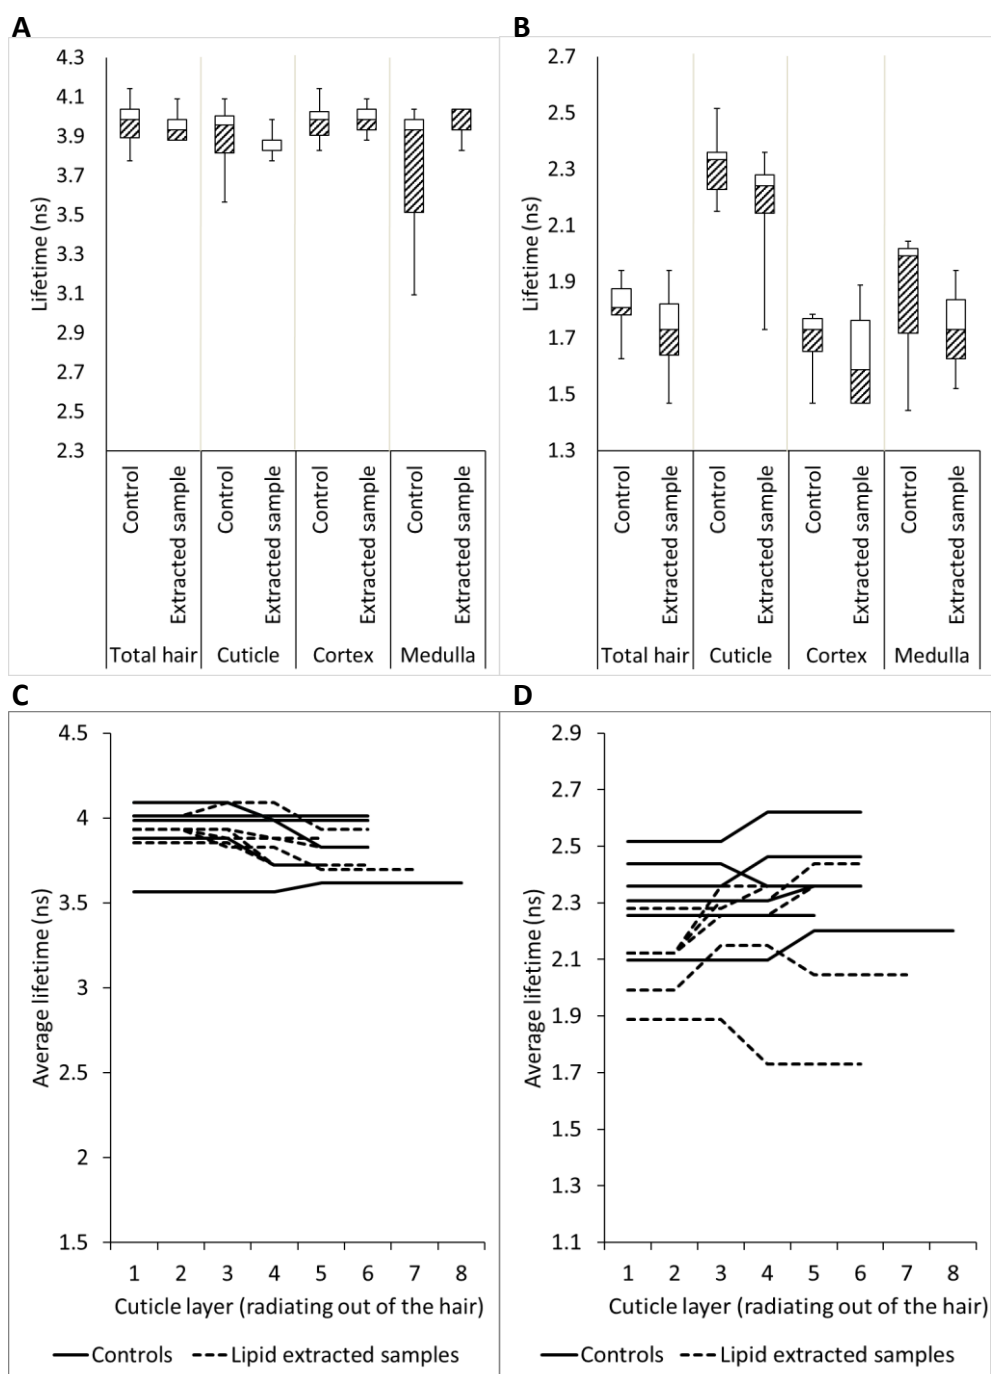 A
B
4.3
4.1
3.9
3.7
3.5
3.3
3.1
2.9
2.7
2.5
2.3
Lifetime (ns)
Control
Extracted sample
Control
Extracted sample
Control
Extracted sample
Control
Extracted sample
Total hair
Cuticle
Cortex
Medulla
2.7
2.5
2.3
2.1
1.9
1.7
1.5
1.3
Lifetime (ns)
Control
Extracted sample
Control
Extracted sample
Control
Extracted sample
Control
Extracted sample
Total hair
Cuticle
Cortex
Medulla
C
D
4.5
4
3.5
3
2.5
2
1.5
Average lifetime (ns)
1 2 3 4 5 6 7 8
Cuticle layer (radiating out of the hair)
Controls
Lipid extracted samples
2.9
2.7
2.5
2.3
2.1
1.9
1.7
1.5
1.3
1.1
Average lifetime (ns)
1 2 3 4 5 6 7 8
Cuticle layer (radiating out of the hair)
Controls
Lipid extracted samples